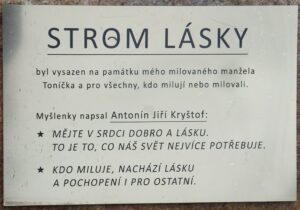 STROM LÁSKY
byl vysazen na památku mého milovaného manžela
Toníčka a pro všechny, kdo milují nebo milovali.
Myšlenky napsal Antonín Jiří Kryštof:
★ MĚJTE V SRDCI DOBRO A LÁSKU.
TO JE TO, CO NÁŠ SVĚT NEJVÍCE POTŘEBUJE.
★ KDO MILUJE, NACHÁZÍ LÁSKU
A POCHOPENÍ I PRO OSTATNÍ.